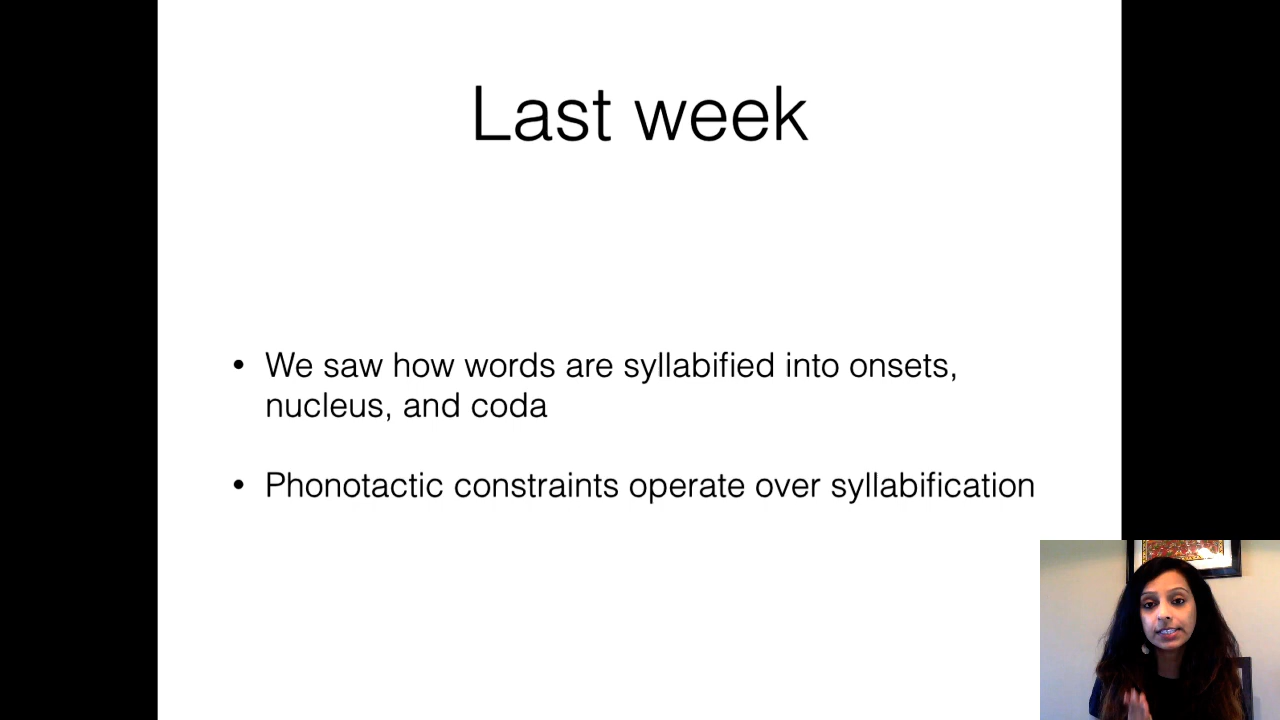 Last week
• We saw how words are syllabified into onsets,
nucleus, and coda
• Phonotactic constraints operate over syllabification